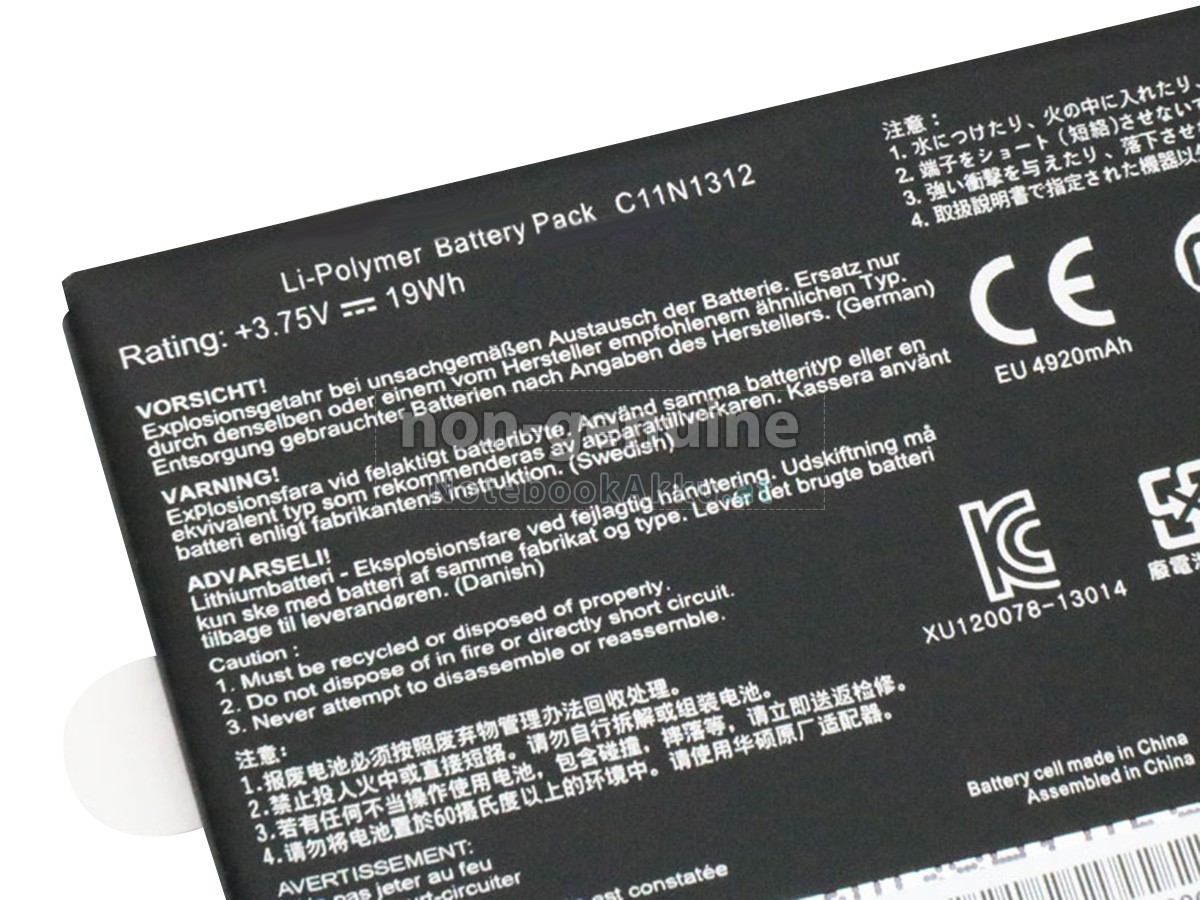 Li-Polymer Battery Pack C11N1312
Rating: +3.75V ⎓ 19Wh
VORSICHT!
Explosionsgetahr bei unsachgemäßen Austausch der Batterie. Ersatz nur
durch denselben oder einem vom Hersteller empfohlenem ähnlichen Typ.
Entsorgung gebrauchter Batterien nach Angaben des Herstellers. (German)
VARNING!
Explosionsfara vid felaktigt batteribyte. Använd samma batterityp eller en
ekvivalent typ som rekommenderas av apparattillverkaren. Kassera använt
batteri enligt fabrikantens instruktion. (Swedish)
ADVARSELI!
Lithiumbatteri - Eksplosionsfare ved fejlagtig håndtering. Udskiftning må
kun ske med batteri af samme fabrikat og type. Lever det brugte batteri
tilbage til leverandøren. (Danish)
Caution :
1. Must be recycled or disposed of properly.
2. Do not dispose of in fire or directly short circuit.
3. Never attempt to disassemble or reassemble.
注意:
1.报废电池必须按照废弃物管理办法回收处理。
2.禁止投入火中或直接短路。请勿自行拆解或组装电池。
3.若有任何不当操作使用电池，包含碰撞，摔落等，请立即送返检修。
4.请勿将电池置於60摄氏度以上的环境中。请使用华硕原厂适配器。
AVERTISSEMENT:
pas jeter au feu
rt-circuiter
est constatée
注意：
1. 水につけたり、火の中に入れたり、
2. 端子をショート（短絡）させない
3. 強い衝撃を与えたり、落下させ
4. 取扱説明書で指定された機器以
CE
EU 4920mAh
XU120078-13014
廢電池
Battery cell made in China
Assembled in China
non-genuine
NotebookAkku.at